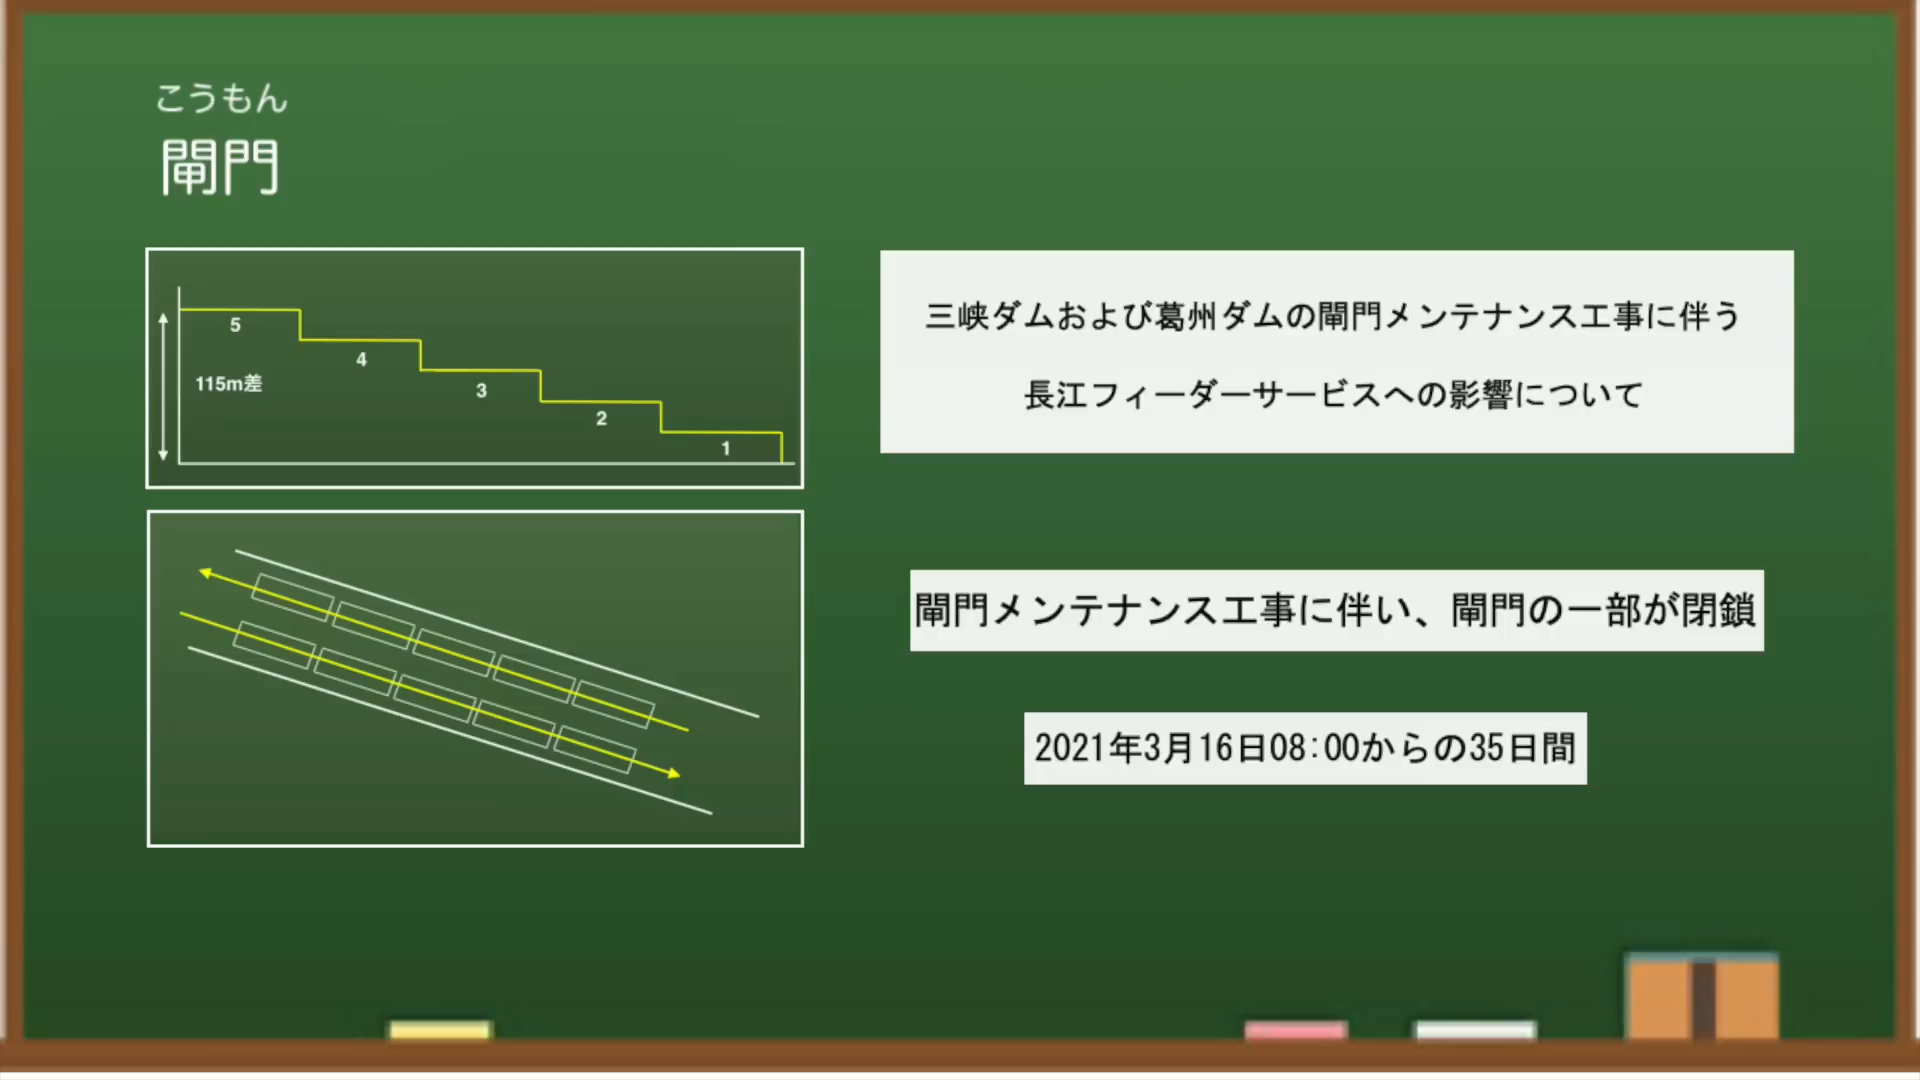 こうもん
閘門
5
4
115m差
3
2
1
三峡ダムおよび葛州ダムの閘門メンテナンス工事に伴う
長江フィーダーサービスへの影響について
閘門メンテナンス工事に伴い、閘門の一部が閉鎖
2021年3月16日08:00からの35日間